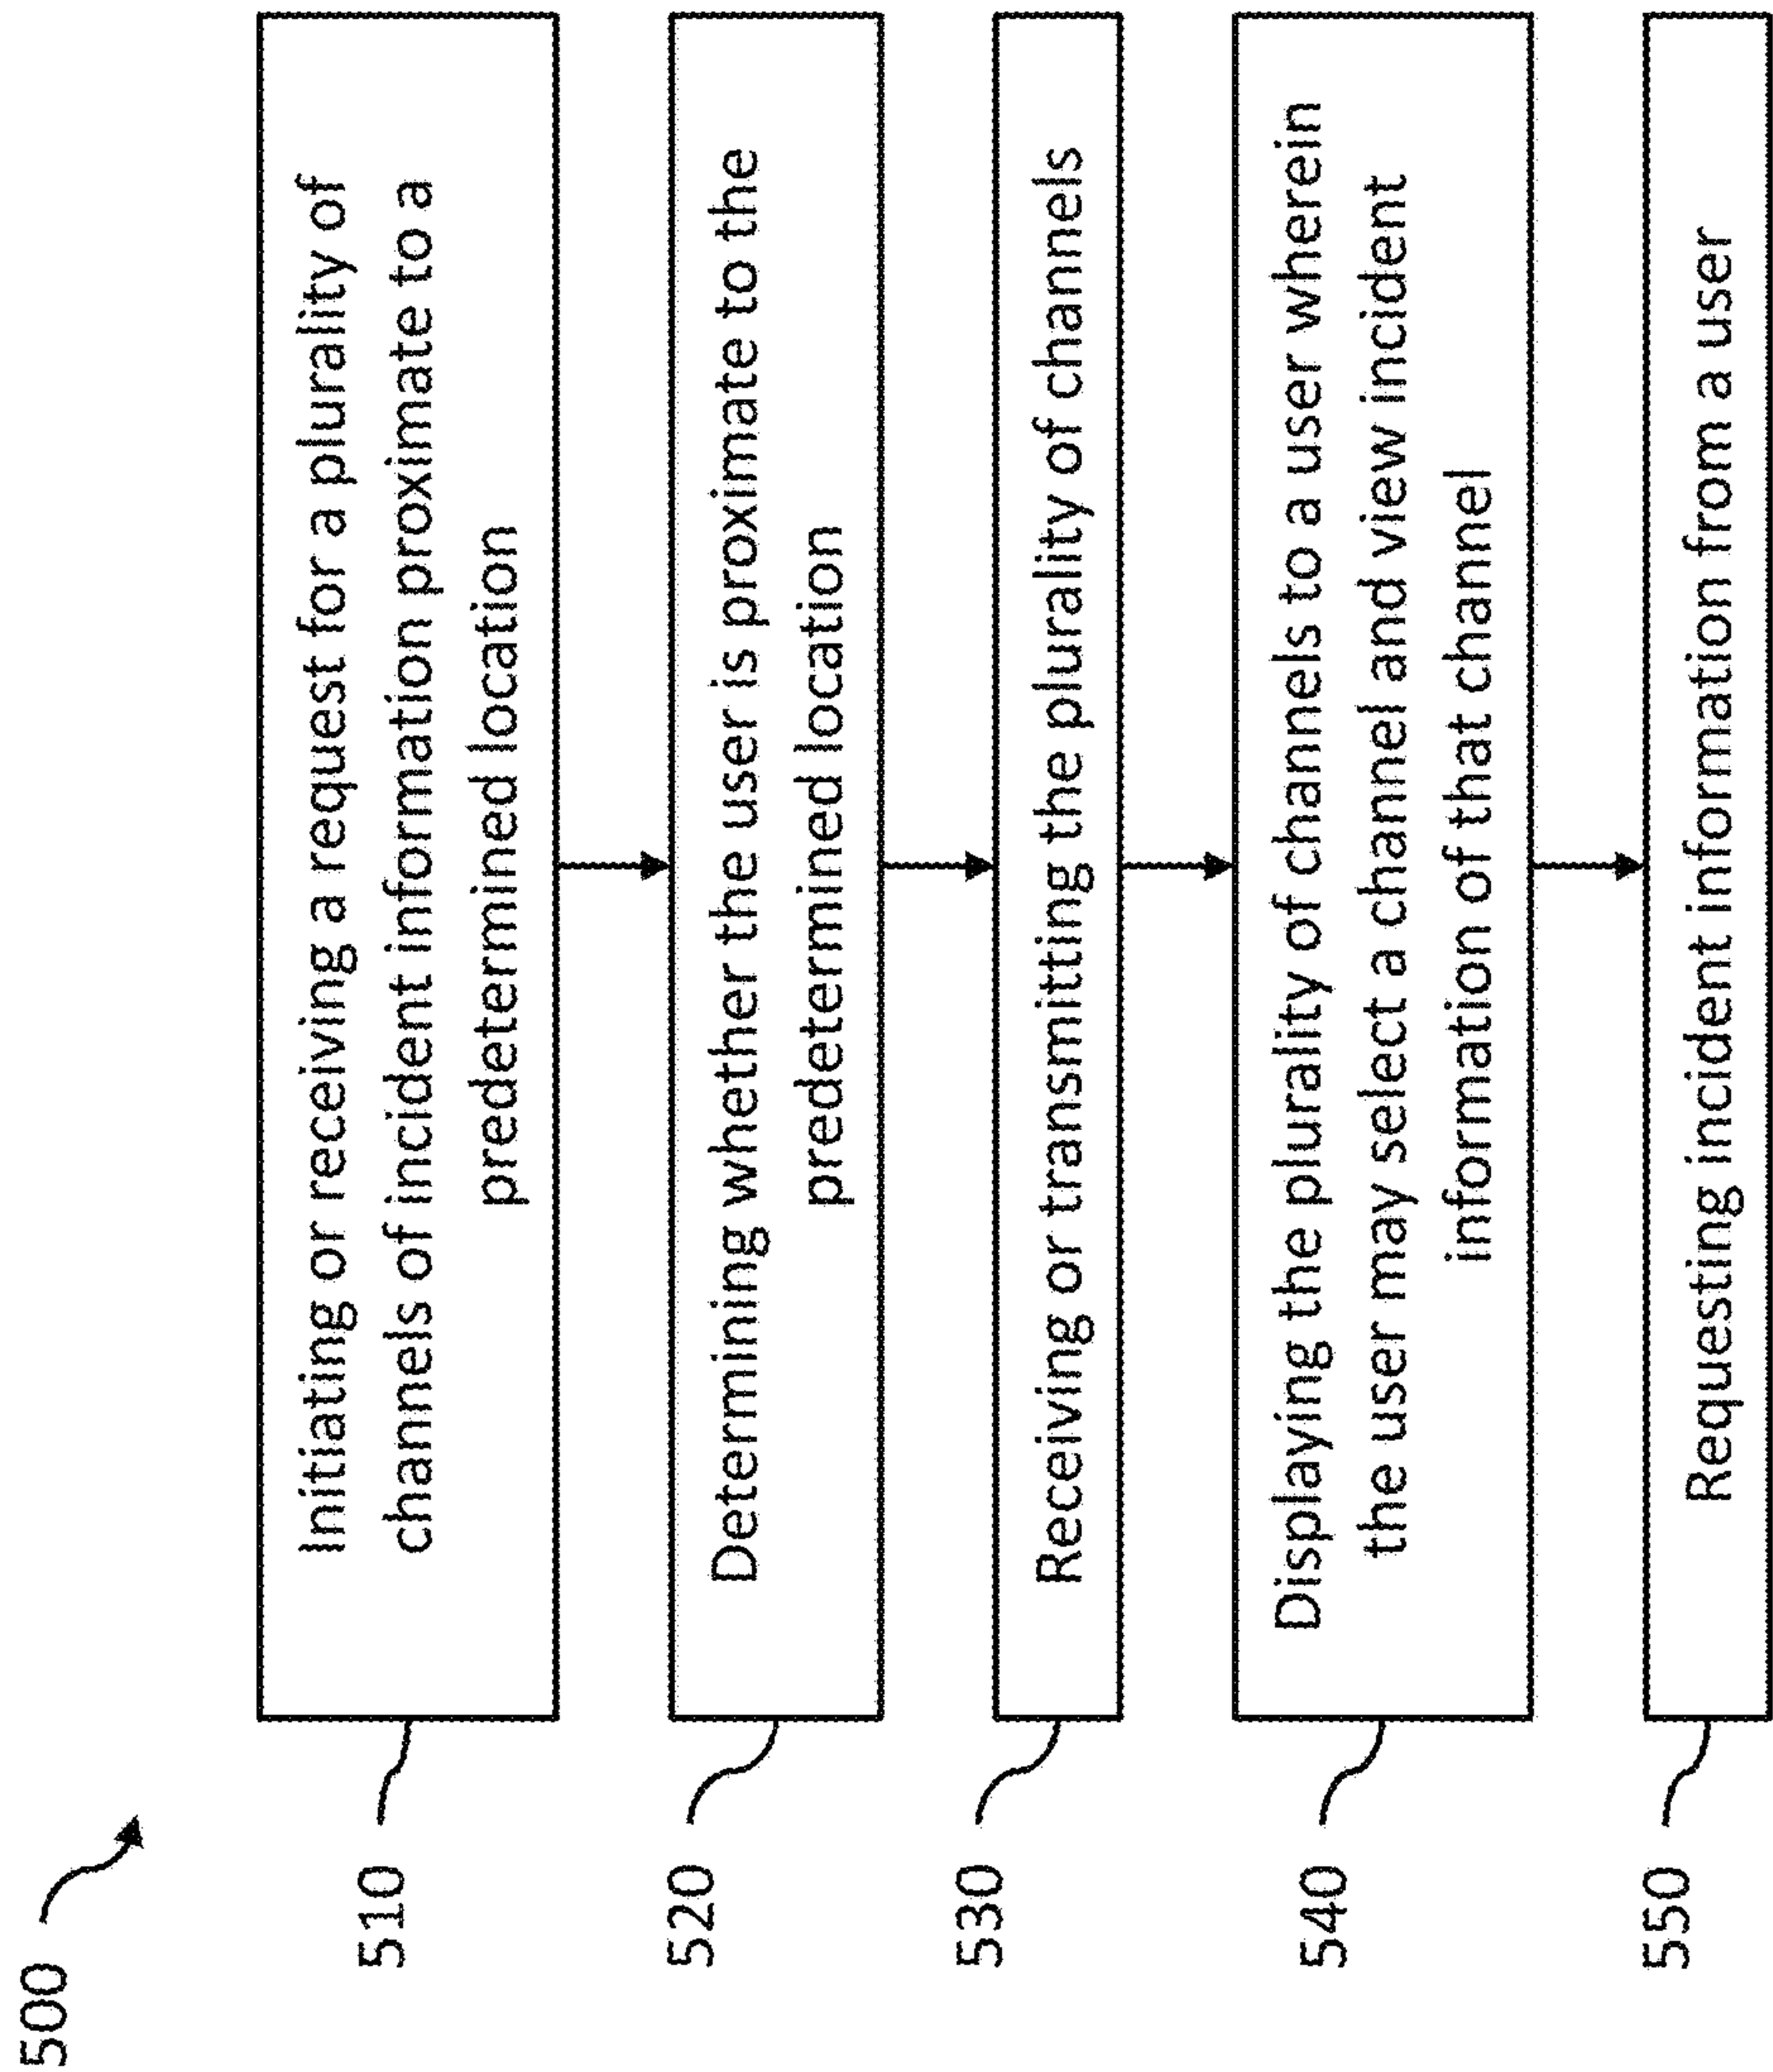 500
510
Initiating or receiving a request for a plurality of
channels of incident information proximate to a
predetermined location
520
Determining whether the user is proximate to the
predetermined location
530
Receiving or transmitting the plurality of channels
540
Displaying the plurality of channels to a user wherein
the user may select a channel and view incident
information of that channel
550
Requesting incident information from a user